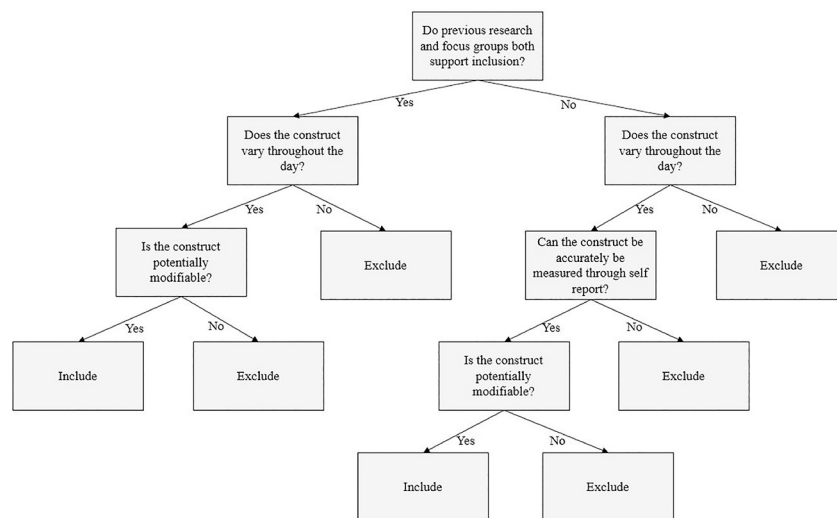 Do previous research
and focus groups both
support inclusion?
Yes
No
Does the construct
vary throughout the
day?
Does the construct
vary throughout the
day?
Yes
No
Yes
No
Is the construct
potentially
modifiable?
Exclude
Can the construct be
accurately be
measured through self
report?
Exclude
Yes
No
Yes
No
Include
Exclude
Is the construct
potentially
modifiable?
Exclude
Yes
No
Include
Exclude